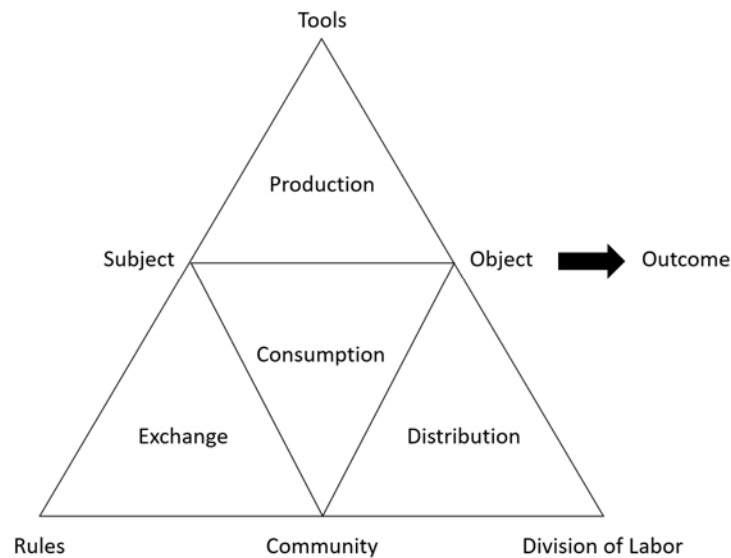 Tools
Production
Subject
Object
Outcome
Consumption
Exchange
Distribution
Rules
Community
Division of Labor